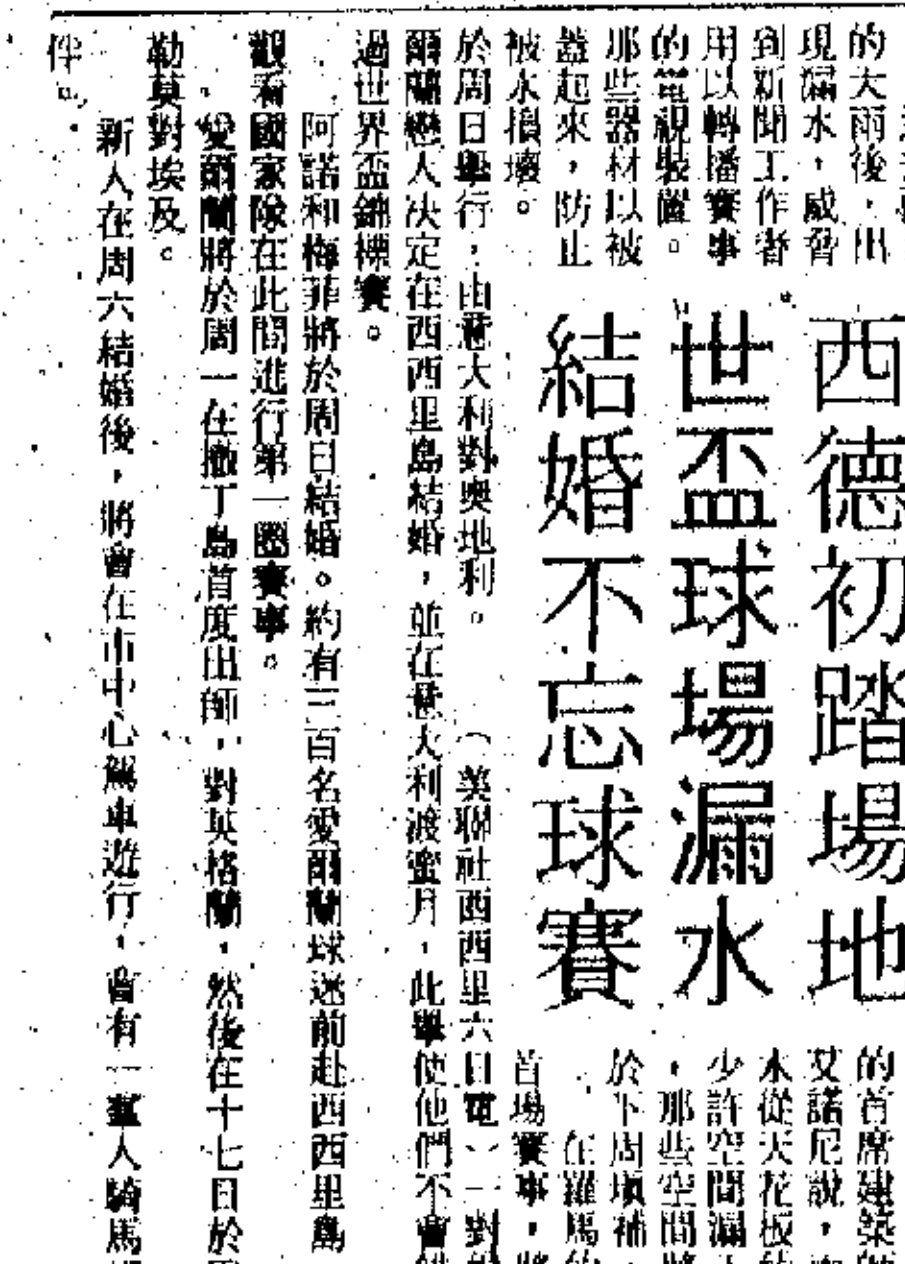 西德初踏場地
世盃球場漏水
結婚不忘球賽
的大雨後，出
現漏水，威脅
到新聞工作者
用以轉播賽事
的電視裝置。
那些器材以被
蓋起來，防止
被水損壞。
的首席建築師
艾諾尼說，
水從天花板的
少許空間漏
，那些空間將
於下周填補，
在羅馬的
首場賽事，將
於周日舉行，由意大利對奧地利。
（美聯社西西里六日電）一對
爾蘭戀人決定在西西里島結婚，並在意大利渡蜜月，此舉使他們不會錯
過世界盃錦標賽。
阿諾和梅菲將於周日結婚。約有三百名愛爾蘭球迷前赴西西里島
觀看國家隊在此間進行第一圈賽事。
愛爾蘭將於周一在撒丁島首度出師，對英格蘭，然後在十七日於
勒莫對埃及。
新人在周六結婚後，將會在市中心駕車遊行，會有一羣人騎馬
伴。